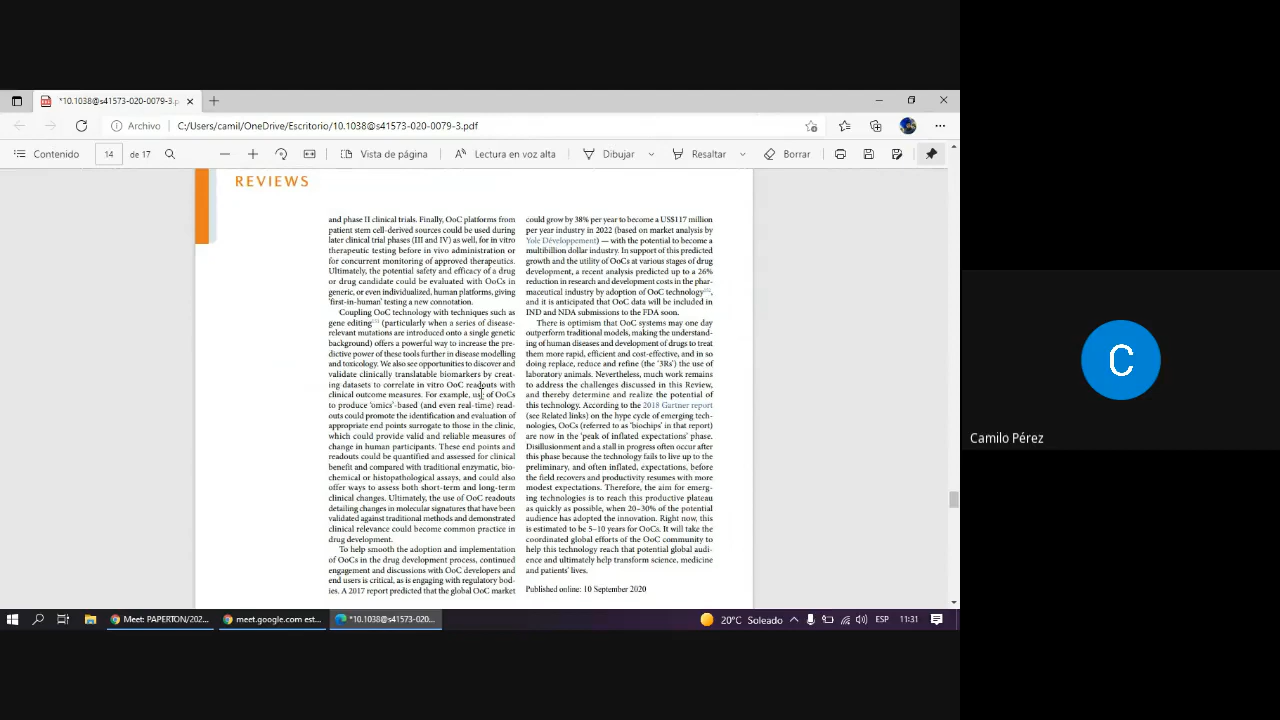 *10.1038@s41573-020-0079-3.p
Archivo
C:/Users/camil/OneDrive/Escritorio/10.1038@s41573-020-0079-3.pdf
Contenido
14
de 17
Vista de página
Lectura en voz alta
Dibujar
Resaltar
Borrar
REVIEWS
and phase II clinical trials. Finally, OoC platforms from
patient stem cell-derived sources could be used during
later clinical trial phases (III and IV) as well, for in vitro
therapeutic testing before in vivo administration or
for concurrent monitoring of approved therapeutics.
Ultimately, the potential safety and efficacy of a drug
or drug candidate could be evaluated with OoCs in
generic, or even individualized, human platforms, giving
'first-in-human' testing a new connotation.
Coupling OoC technology with techniques such as
gene editing (particularly when a series of disease-
relevant mutations are introduced onto a single genetic
background) offers a powerful way to increase the pre-
dictive power of these tools further in disease modelling
and toxicology. We also see opportunities to discover and
validate clinically translatable biomarkers by creat-
ing datasets to correlate in vitro OoC readouts with
clinical outcome measures. For example, use of OoCs
to produce 'omics'-based (and even real-time) read-
outs could promote the identification and evaluation of
appropriate end points surrogate to those in the clinic,
which could provide valid and reliable measures of
change in human participants. These end points and
readouts could be quantified and assessed for clinical
benefit and compared with traditional enzymatic, bio-
chemical or histopathological assays, and could also
offer ways to assess both short-term and long-term
clinical changes. Ultimately, the use of OoC readouts
detailing changes in molecular signatures that have been
validated against traditional methods and demonstrated
clinical relevance could become common practice in
drug development.
To help smooth the adoption and implementation
of OoCs in the drug development process, continued
engagement and discussions with OoC developers and
end users is critical, as is engaging with regulatory bod-
ies. A 2017 report predicted that the global OoC market
could grow by 38% per year to become a US$117 million
per year industry in 2022 (based on market analysis by
Yole Développement) — with the potential to become a
multibillion dollar industry. In support of this predicted
growth and the utility of OoCs at various stages of drug
development, a recent analysis predicted up to a 26%
reduction in research and development costs in the phar-
maceutical industry by adoption of OoC technology,
and it is anticipated that OoC data will be included in
IND and NDA submissions to the FDA soon.
There is optimism that OoC systems may one day
outperform traditional models, making the understand-
ing of human diseases and development of drugs to treat
them more rapid, efficient and cost-effective, and in so
doing replace, reduce and refine (the '3Rs') the use of
laboratory animals. Nevertheless, much work remains
to address the challenges discussed in this Review,
and thereby determine and realize the potential of
this technology. According to the 2018 Gartner report
(see Related links) on the hype cycle of emerging tech-
nologies, OoCs (referred to as 'biochips' in that report)
are now in the 'peak of inflated expectations' phase.
Disillusionment and a stall in progress often occur after
this phase because the technology fails to live up to the
preliminary, and often inflated, expectations, before
the field recovers and productivity resumes with more
modest expectations. Therefore, the aim for emerg-
ing technologies is to reach this productive plateau
as quickly as possible, when 20–30% of the potential
audience has adopted the innovation. Right now, this
is estimated to be 5–10 years for OoCs. It will take the
coordinated global efforts of the OoC community to
help this technology reach that potential global audi-
ence and ultimately help transform science, medicine
and patients' lives.
Published online: 10 September 2020
C
Camilo Pérez
Meet: PAPERTON/202...
meet.google.com est...
*10.1038@s41573-020...
20°C Soleado
ESP
11:31